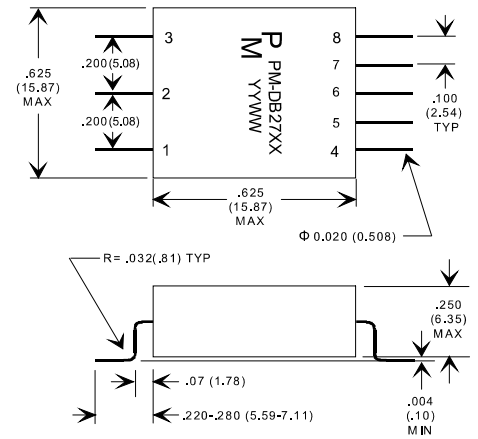 3
8
P
M
PM-DB27XX
YYWW
7
2
6
5
1
4
.200(5.08)
.200(5.08)
.625
(15.87)
MAX
.100
(2.54)
TYP
.625
(15.87)
MAX
Φ 0.020 (0.508)
R= .032(.81) TYP
.250
(6.35)
MAX
.07 (1.78)
.220-.280 (5.59-7.11)
.004
(.10)
MIN